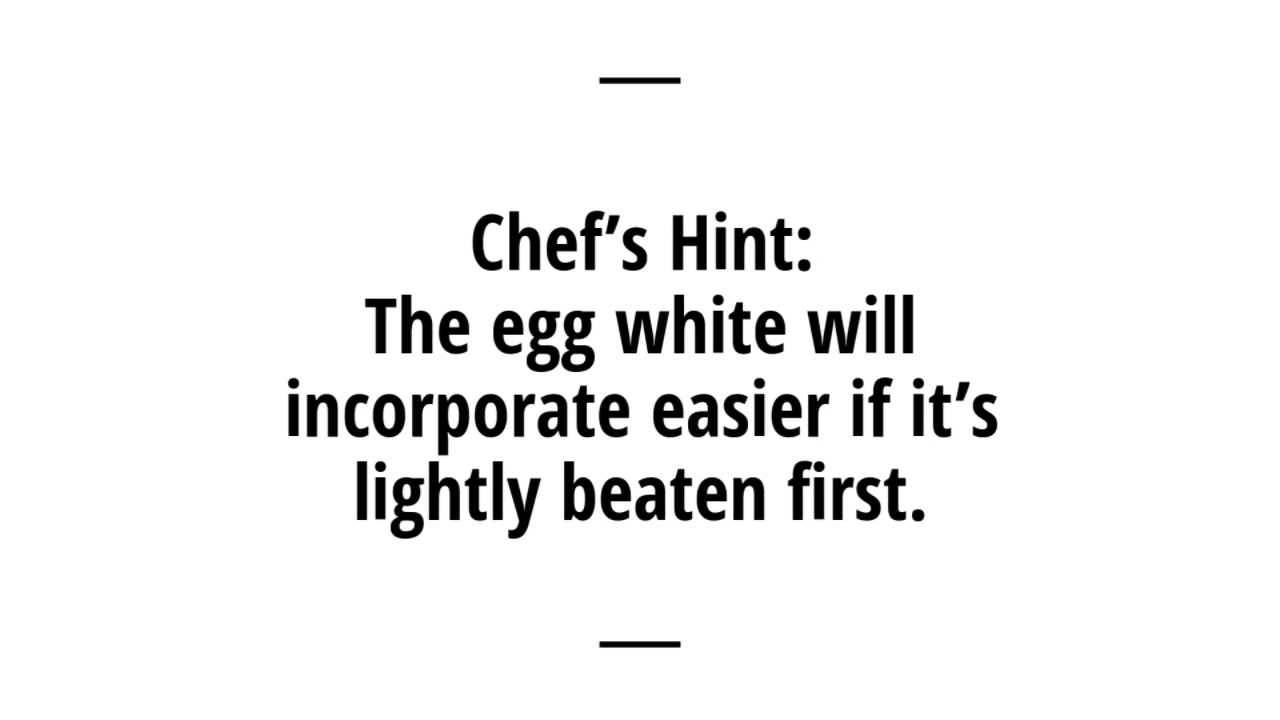 Chef’s Hint:
The egg white will
incorporate easier if it’s
lightly beaten first.